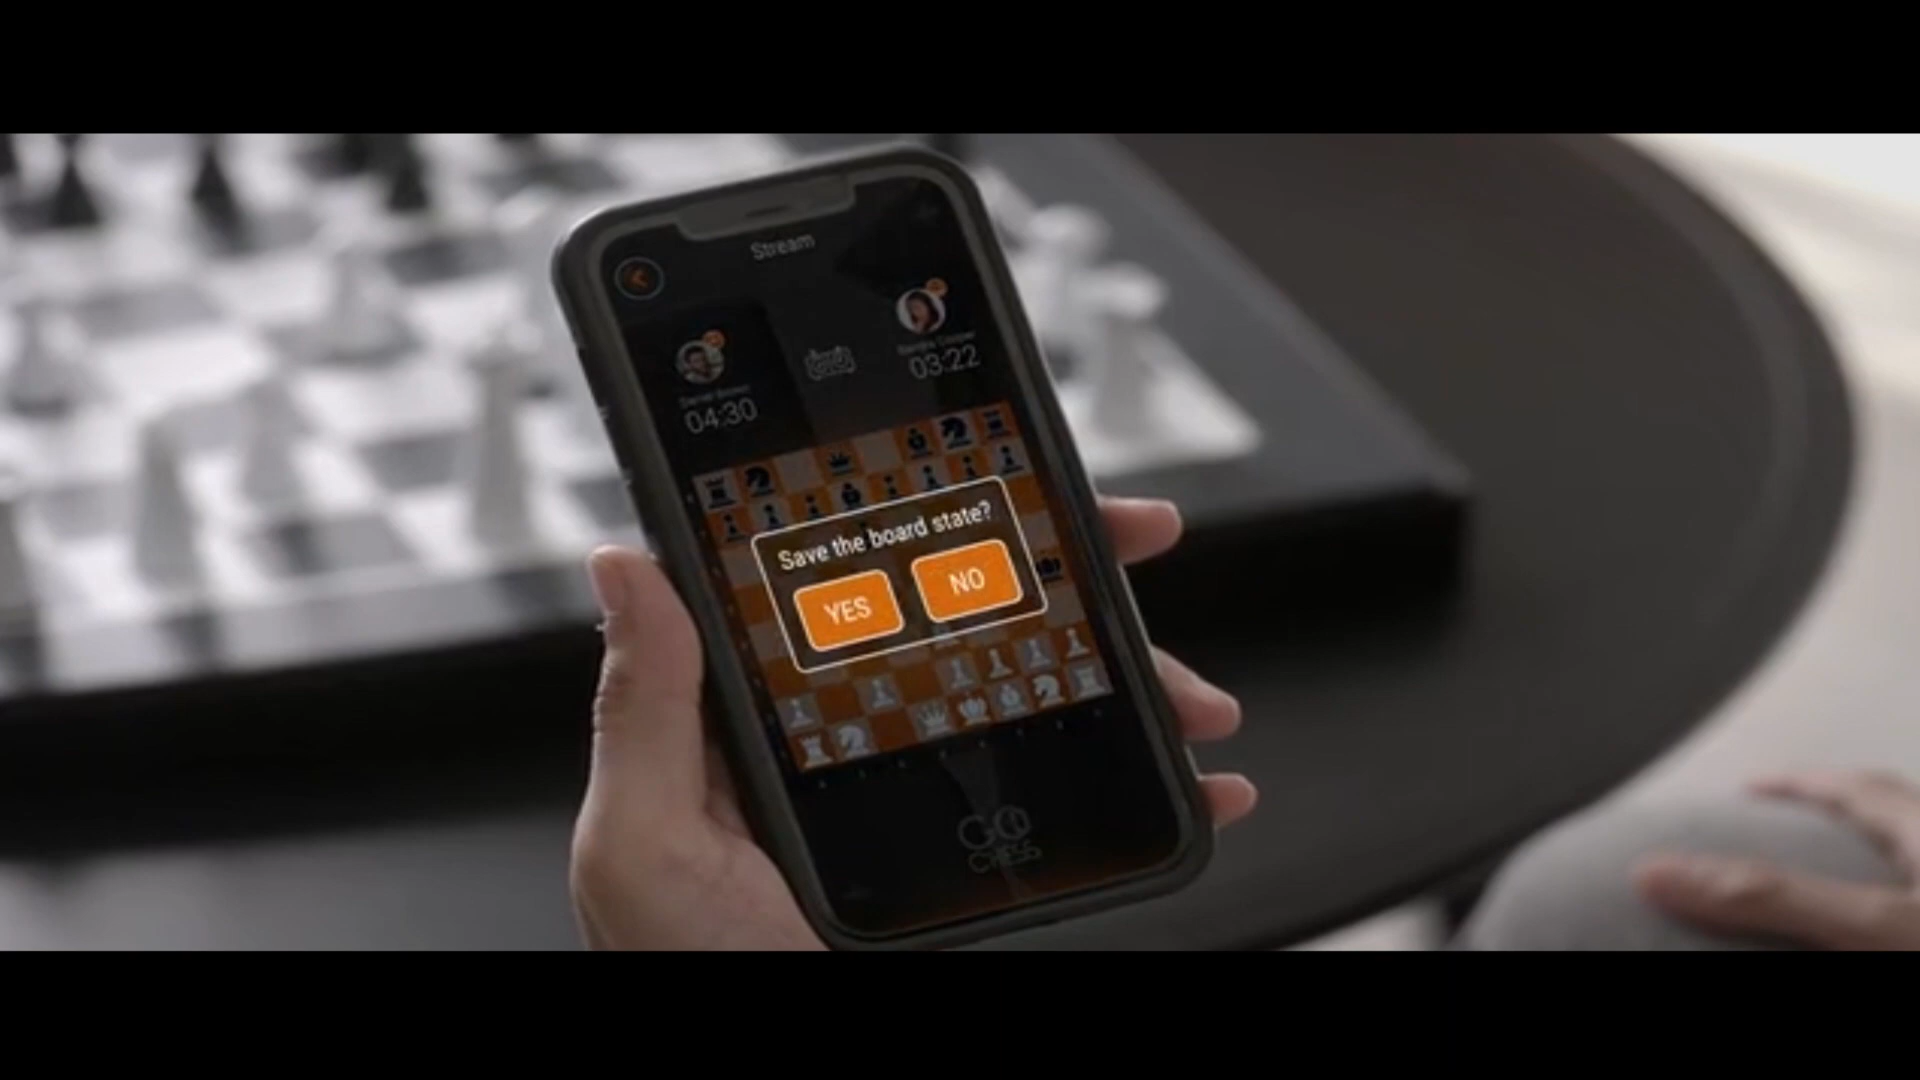 Stream
04:30
03:22
Save the board state?
YES
NO
GO
CHESS